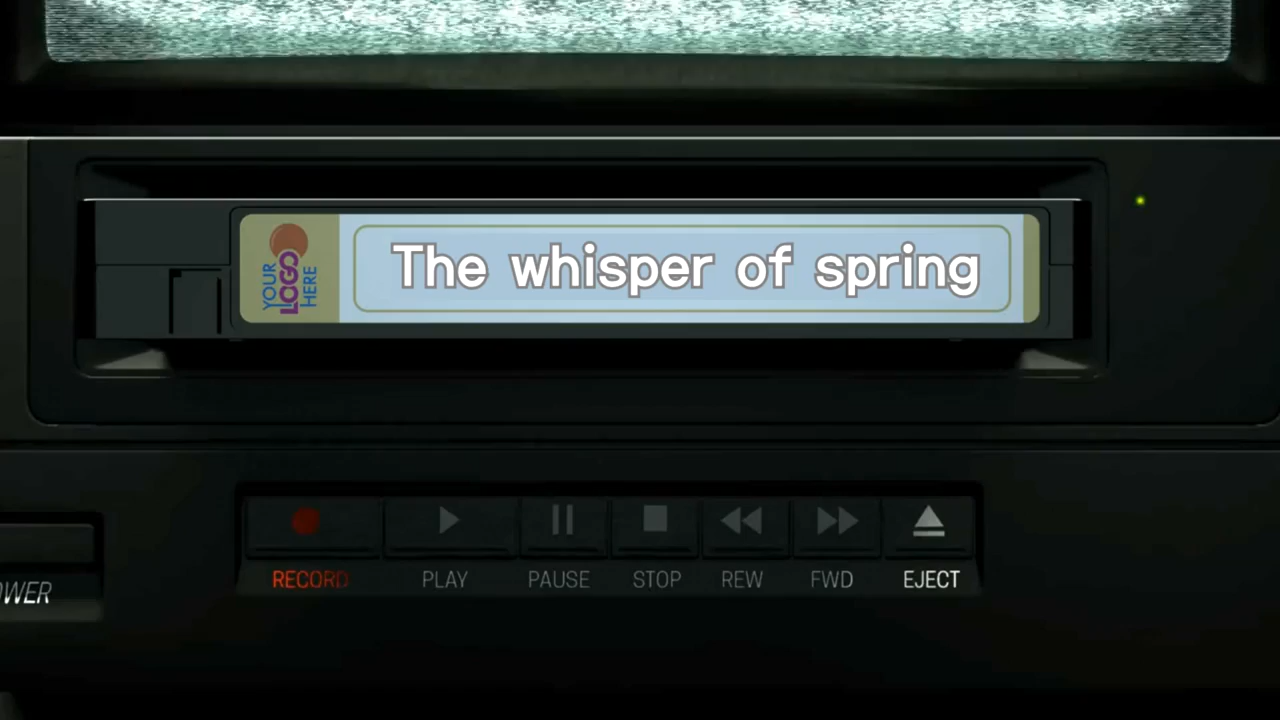 The whisper of spring
YOUR
LOGO
HERE
RECORD
PLAY
PAUSE
STOP
REW
FWD
EJECT
OWER